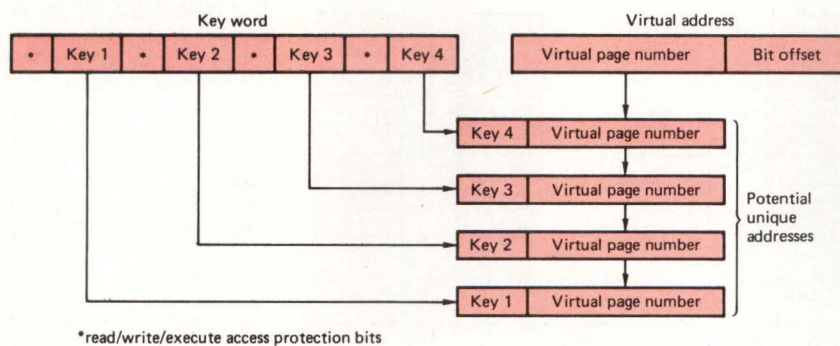 Key word
* Key 1 * Key 2 * Key 3 * Key 4
Virtual address
Virtual page number Bit offset
Key 4 Virtual page number
Key 3 Virtual page number
Key 2 Virtual page number
Key 1 Virtual page number
Potential
unique
addresses
*read/write/execute access protection bits